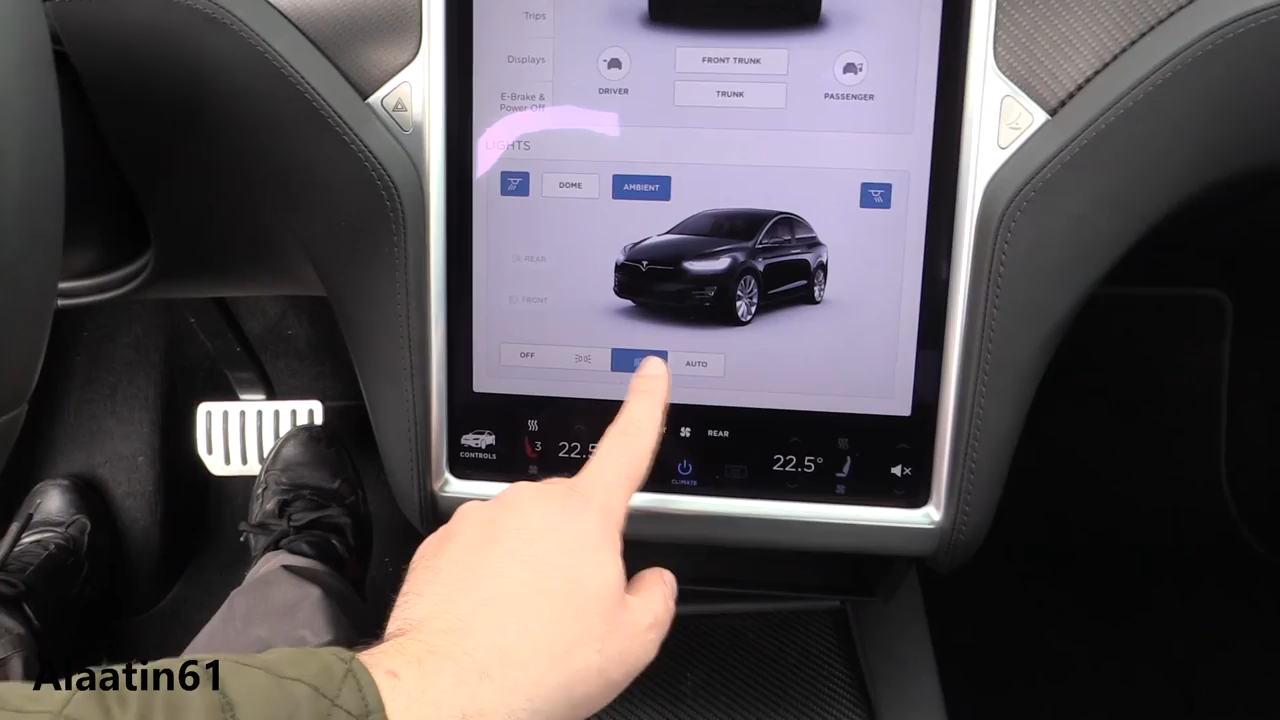 Trips
Displays
E-Brake &
Power Off
DRIVER
FRONT TRUNK
TRUNK
PASSENGER
LIGHTS
DOME
AMBIENT
REAR
FRONT
OFF
AUTO
CONTROLS
3
22.5
REAR
CLIMATE
22.5°
Alaatin61